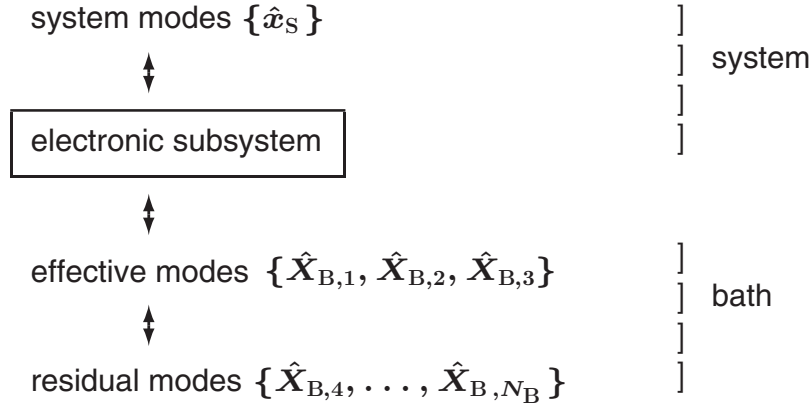 system modes {x̂_S}
]
] system
]
electronic subsystem ]
effective modes {X̂_B,1, X̂_B,2, X̂_B,3} ]
] bath
]
residual modes {X̂_B,4, . . . , X̂_B,N_B} ]